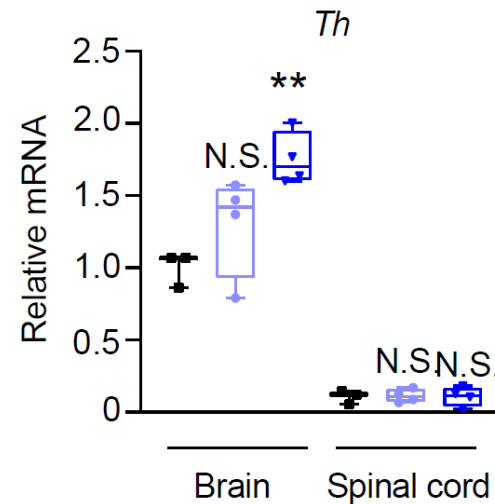 Th
Relative mRNA
2.5
2.0
1.5
1.0
0.5
0
N.S.
**
N.S.
N.S.
Brain
Spinal cord